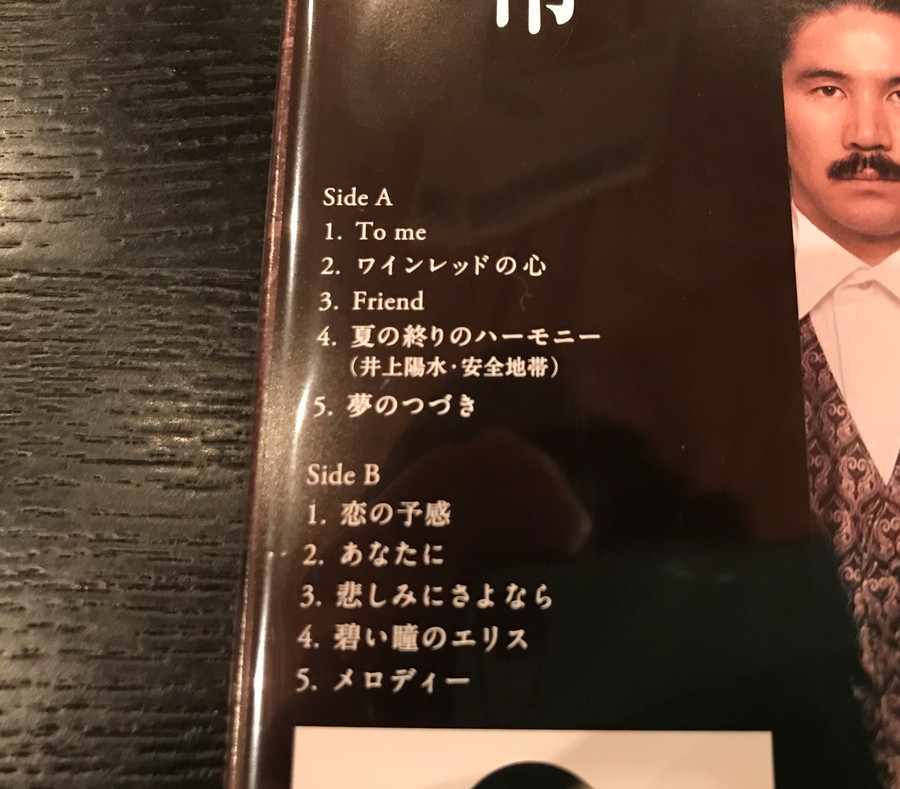 帯
Side A
1. To me
2. ワインレッドの心
3. Friend
4. 夏の終りのハーモニー
（井上陽水・安全地帯）
5. 夢のつづき
Side B
1. 恋の予感
2. あなたに
3. 悲しみにさよなら
4. 碧い瞳のエリス
5. メロディー